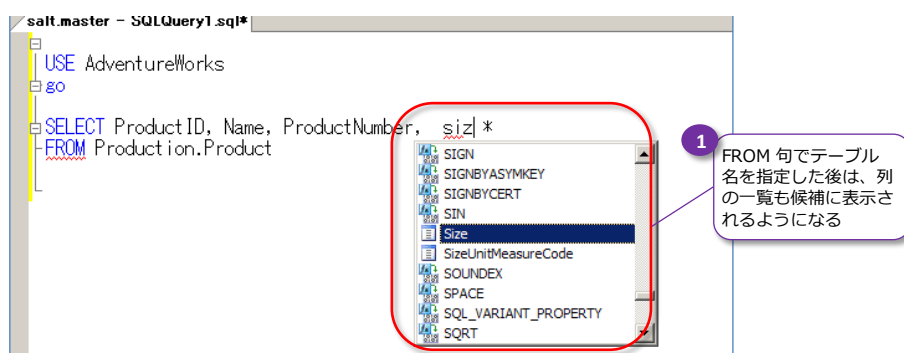 salt.master - SQLQuery1.sql*
USE AdventureWorks
go
SELECT ProductID, Name, ProductNumber, siz *
FROM Production.Product
SIGN
SIGNBYASYMKEY
SIGNBYCERT
SIN
Size
SizeUnitMeasureCode
SOUNDEX
SPACE
SQL_VARIANT_PROPERTY
SQRT
1
FROM 句でテーブル
名を指定した後は、列
の一覧も候補に表示さ
れるようになる